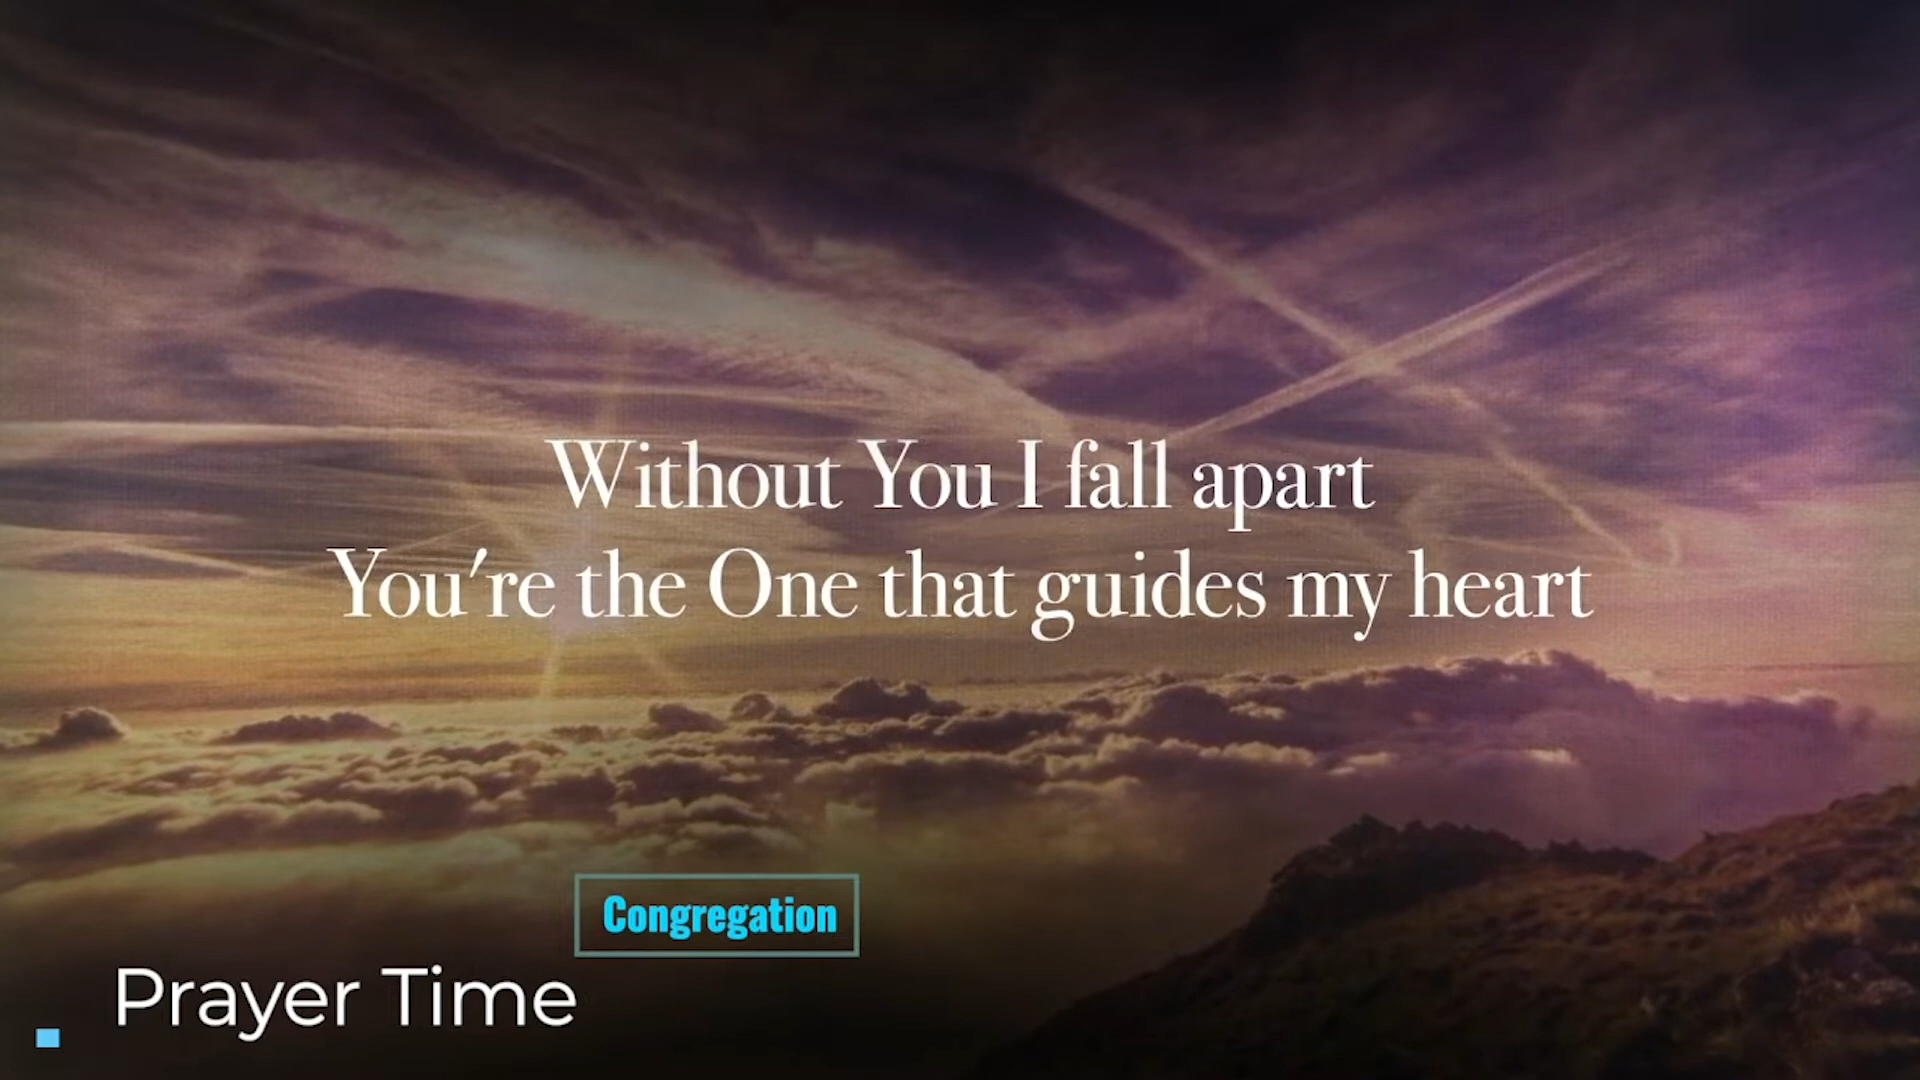 Without You I fall apart
You're the One that guides my heart
Congregation
Prayer Time